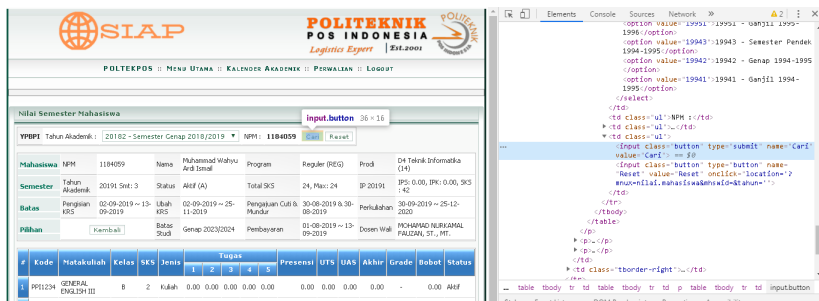 SIAP
POLITEKNIK
POS INDONESIA
Logistics Expert Est.2001
POLTEKPOS :: Menu Utama :: Kalender Akademik :: Perwalian :: Logout
Nilai Semester Mahasiswa
input.button 36 × 16
YPBPI Tahun Akademik : 20182 - Semester Genap 2018/2019 NPM : 1184059 Cari Reset
Mahasiswa NPM 1184059 Nama Muhammad Wahyu Ardi Ismail Program Reguler (REG) Prodi D4 Teknik Informatika (14)
Semester Tahun Akademik 20191 Smt: 3 Status Aktif (A) Total SKS 24, Max: 24 IP 20191 IPS: 0.00, IPK: 0.00, SKS : 42
Batas Pengisian KRS 02-09-2019 ~ 13-09-2019 Ubah KRS 02-09-2019 ~ 25-11-2019 Pengajuan Cuti & Mundur 30-08-2019 & 30-08-2019 Perkuliahan 30-09-2019 ~ 25-12-2020
Pilihan Kembali Batas Studi Genap 2023/2024 Pembayaran 01-08-2019 ~ 13-09-2019 Dosen Wali MOHAMAD NURKAMAL FAUZAN, ST., MT.
# Kode Matakuliah Kelas SKS Jenis Tugas Presensi UTS UAS Akhir Grade Bobot Status
1 2 3 4 5
1 PPI1234 GENERAL ENGLISH III B 2 Kuliah 0.00 0.00 0.00 0.00 0.00 0.00 0.00 0.00 0.00 - 0.00 Aktif
Elements Console Sources Network » 2
<option value="19951">19951 - Ganjil 1995-
1996</option>
<option value="19943">19943 - Semester Pendek
1994-1995</option>
<option value="19942">19942 - Genap 1994-1995
</option>
<option value="19941">19941 - Ganjil 1994-
1995</option>
</select>
</td>
<td class="ul">NPM :</td>
<td class="ul">…</td>
<td class="ul">
<input class="button" type="submit" name="Cari"
value="Cari"> == $0
<input class="button" type="button" name=
"Reset" value="Reset" onclick="location='?
mnux=nilai.mahasiswa&mhswid=&tahun='">
</td>
</tr>
</tbody>
</table>
</p>
<p>…</p>
<p>…</p>
</td>
<td class="tborder-right">…</td>
</tr>
… table tbody tr td table tbody tr td p table tbody tr td input.button